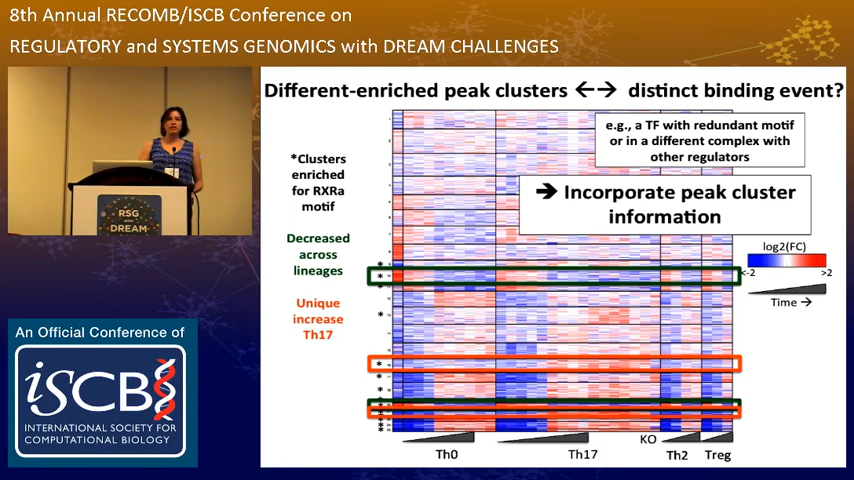 8th Annual RECOMB/ISCB Conference on
REGULATORY and SYSTEMS GENOMICS with DREAM CHALLENGES
RSG
with
DREAM
An Official Conference of
iSCB
INTERNATIONAL SOCIETY FOR
COMPUTATIONAL BIOLOGY
Different-enriched peak clusters ←→ distinct binding event?
e.g., a TF with redundant motif
or in a different complex with
other regulators
➔ Incorporate peak cluster
information
*Clusters
enriched
for RXRa
motif
Decreased
across
lineages
Unique
increase
Th17
log2(FC)
<-2 >2
Time →
Th0 Th17 KO Th2 Treg